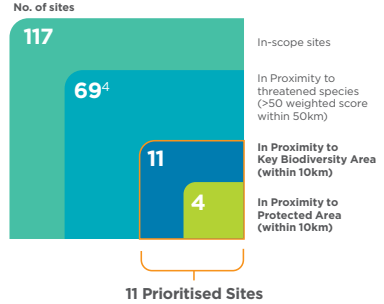 No. of sites
117
In-scope sites
69⁴
In Proximity to
threatened species
(>50 weighted score
within 50km)
11
In Proximity to
Key Biodiversity Area
(within 10km)
4
In Proximity to
Protected Area
(within 10km)
11 Prioritised Sites